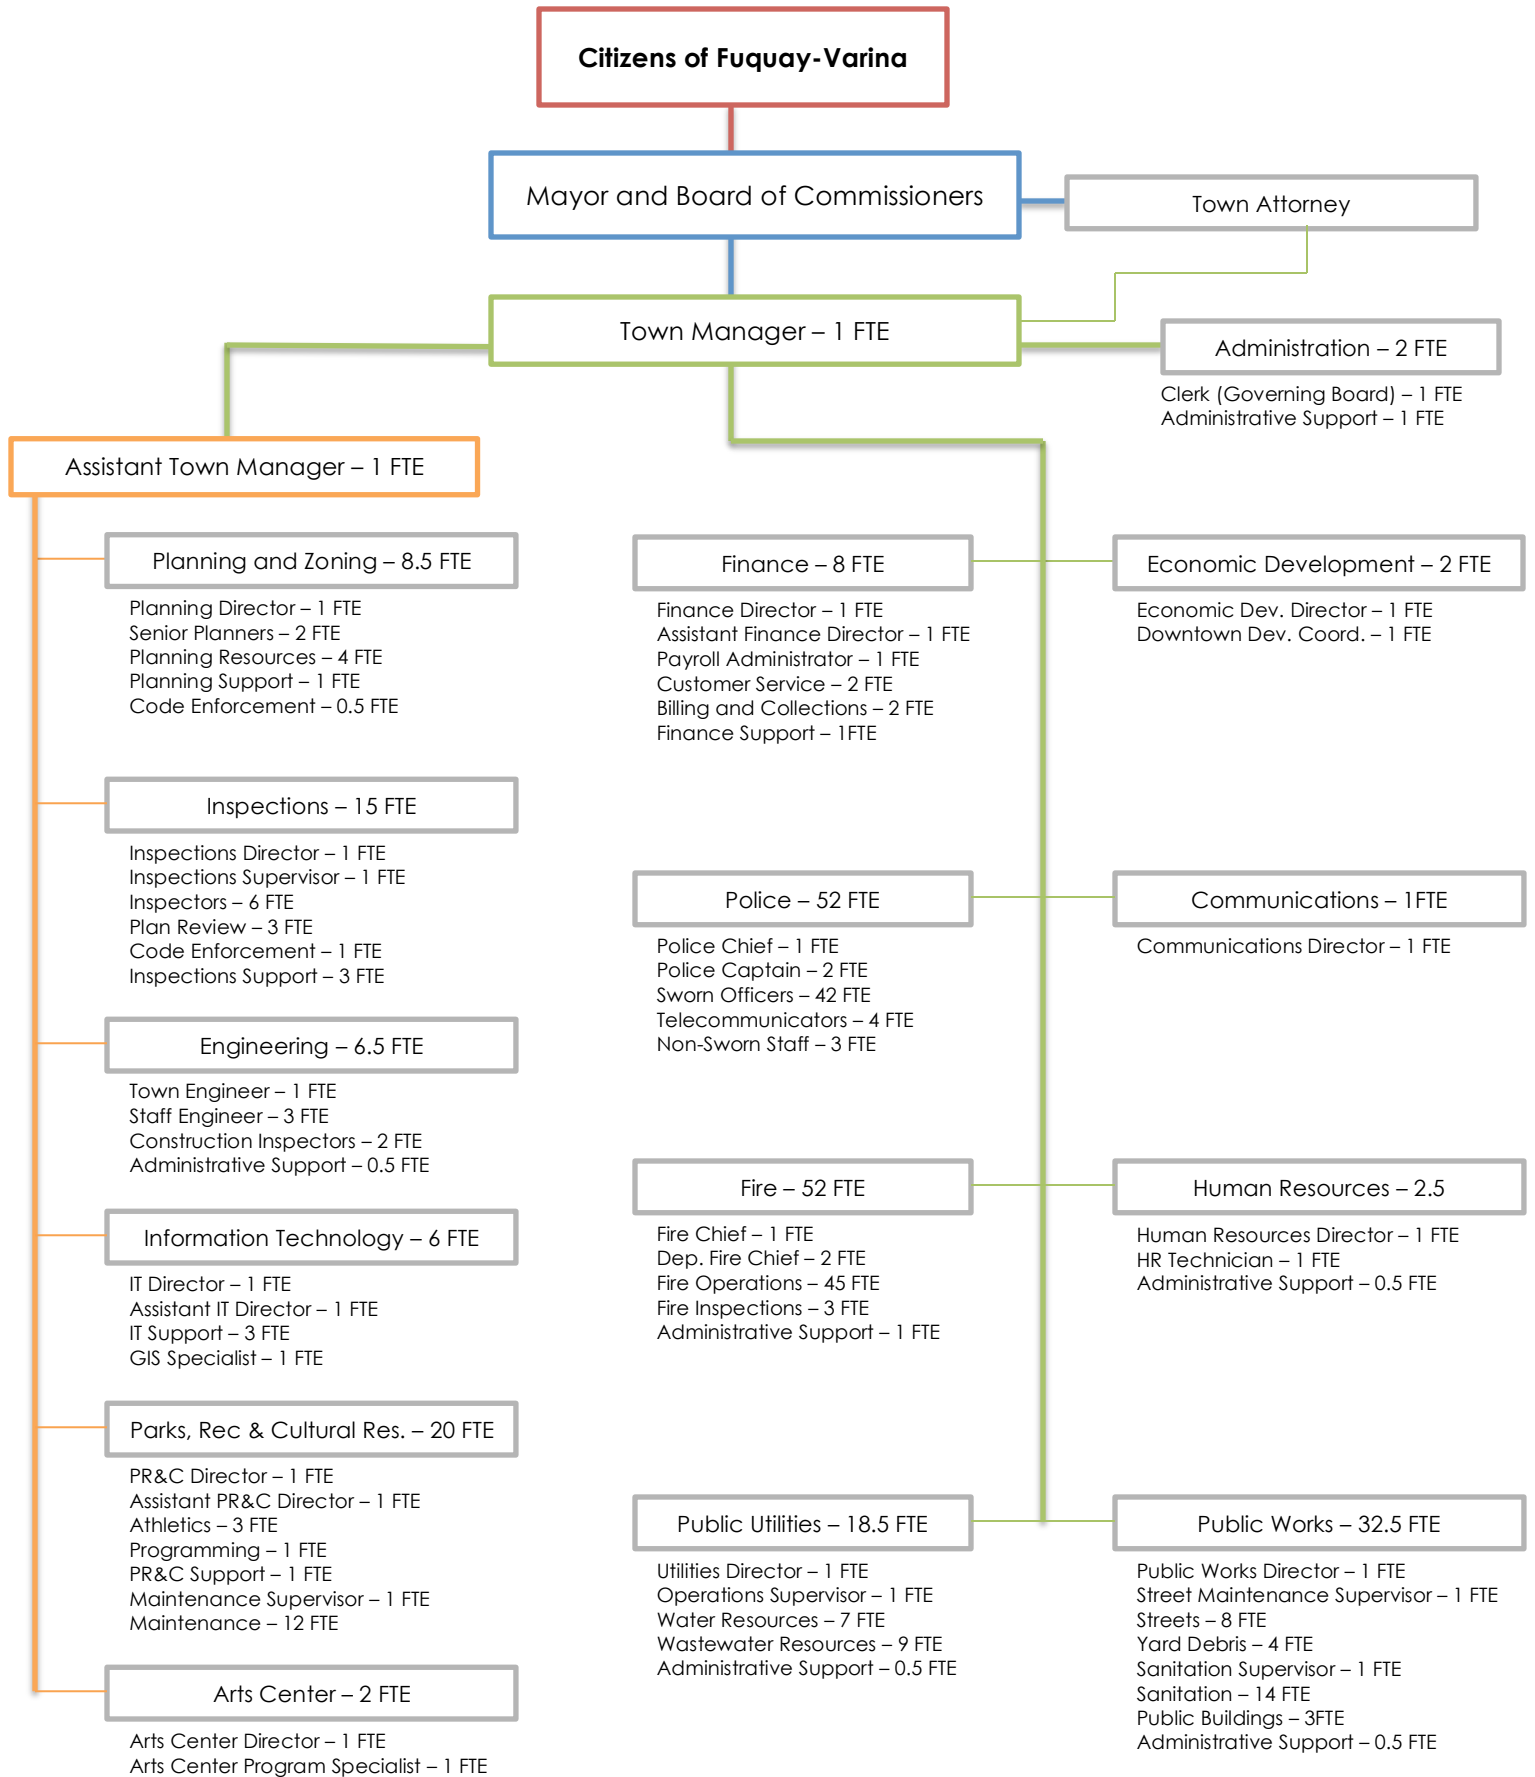 Citizens of Fuquay-Varina
Mayor and Board of Commissioners
Town Attorney
Town Manager – 1 FTE
Administration – 2 FTE
Clerk (Governing Board) – 1 FTE
Administrative Support – 1 FTE
Assistant Town Manager – 1 FTE
Planning and Zoning – 8.5 FTE
Planning Director – 1 FTE
Senior Planners – 2 FTE
Planning Resources – 4 FTE
Planning Support – 1 FTE
Code Enforcement – 0.5 FTE
Inspections – 15 FTE
Inspections Director – 1 FTE
Inspections Supervisor – 1 FTE
Inspectors – 6 FTE
Plan Review – 3 FTE
Code Enforcement – 1 FTE
Inspections Support – 3 FTE
Engineering – 6.5 FTE
Town Engineer – 1 FTE
Staff Engineer – 3 FTE
Construction Inspectors – 2 FTE
Administrative Support – 0.5 FTE
Information Technology – 6 FTE
IT Director – 1 FTE
Assistant IT Director – 1 FTE
IT Support – 3 FTE
GIS Specialist – 1 FTE
Parks, Rec & Cultural Res. – 20 FTE
PR&C Director – 1 FTE
Assistant PR&C Director – 1 FTE
Athletics – 3 FTE
Programming – 1 FTE
PR&C Support – 1 FTE
Maintenance Supervisor – 1 FTE
Maintenance – 12 FTE
Arts Center – 2 FTE
Arts Center Director – 1 FTE
Arts Center Program Specialist – 1 FTE
Finance – 8 FTE
Finance Director – 1 FTE
Assistant Finance Director – 1 FTE
Payroll Administrator – 1 FTE
Customer Service – 2 FTE
Billing and Collections – 2 FTE
Finance Support – 1FTE
Police – 52 FTE
Police Chief – 1 FTE
Police Captain – 2 FTE
Sworn Officers – 42 FTE
Telecommunicators – 4 FTE
Non-Sworn Staff – 3 FTE
Fire – 52 FTE
Fire Chief – 1 FTE
Dep. Fire Chief – 2 FTE
Fire Operations – 45 FTE
Fire Inspections – 3 FTE
Administrative Support – 1 FTE
Public Utilities – 18.5 FTE
Utilities Director – 1 FTE
Operations Supervisor – 1 FTE
Water Resources – 7 FTE
Wastewater Resources – 9 FTE
Administrative Support – 0.5 FTE
Economic Development – 2 FTE
Economic Dev. Director – 1 FTE
Downtown Dev. Coord. – 1 FTE
Communications – 1FTE
Communications Director – 1 FTE
Human Resources – 2.5
Human Resources Director – 1 FTE
HR Technician – 1 FTE
Administrative Support – 0.5 FTE
Public Works – 32.5 FTE
Public Works Director – 1 FTE
Street Maintenance Supervisor – 1 FTE
Streets – 8 FTE
Yard Debris – 4 FTE
Sanitation Supervisor – 1 FTE
Sanitation – 14 FTE
Public Buildings – 3FTE
Administrative Support – 0.5 FTE